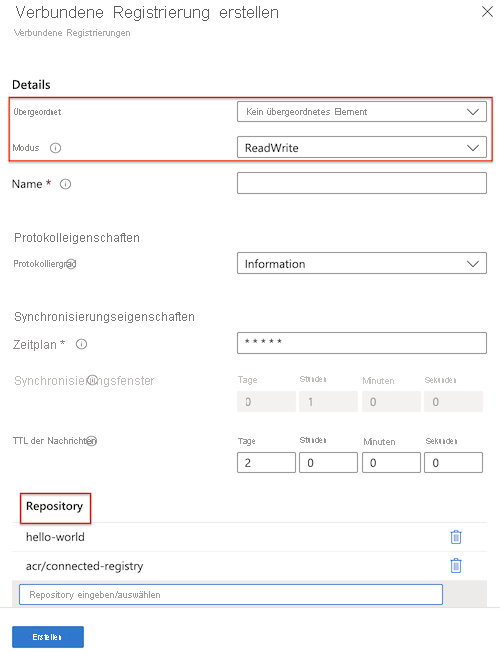 Verbundene Registrierung erstellen
Verbundene Registrierungen
Details
Übergeordnet Kein übergeordnetes Element
Modus ReadWrite
Name *
Protokolleigenschaften
Protokolliergrad Information
Synchronisierungseigenschaften
Zeitplan * * * * * *
Synchronisierungsfenster Tage Stunden Minuten Sekunden
0 1 0 0
TTL der Nachrichten Tage Stunden Minuten Sekunden
2 0 0 0
Repository
hello-world
acr/connected-registry
Repository eingeben/auswählen
Erstellen